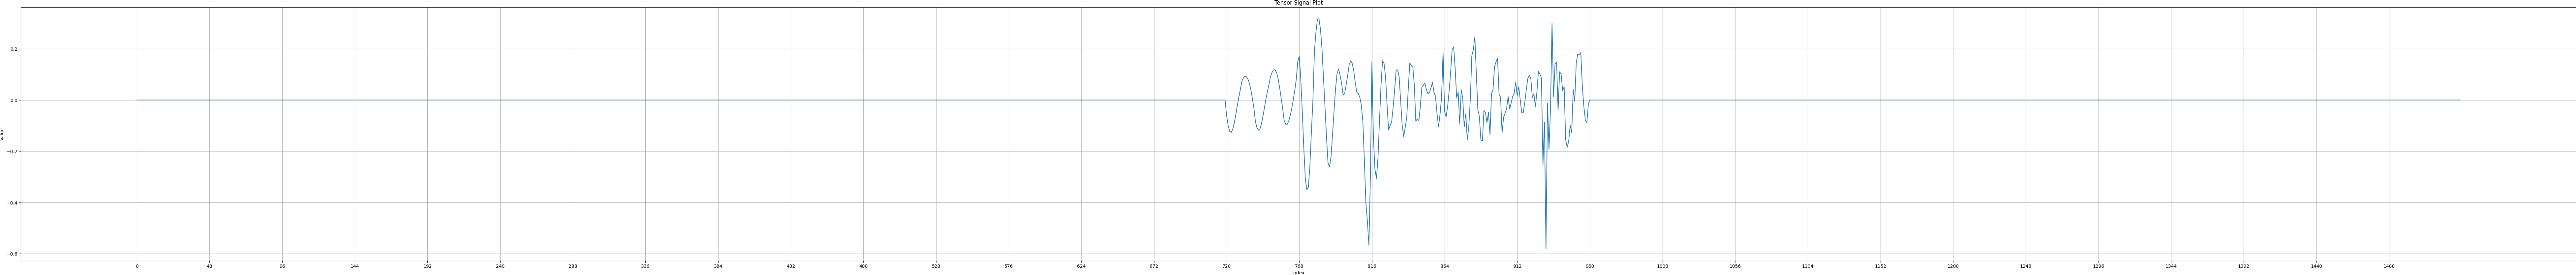 Tensor Signal Plot
Value
0.2
0.0
−0.2
−0.4
−0.6
0 48 96 144 192 240 288 336 384 432 480 528 576 624 672 720 768 816 864 912 960 1008 1056 1104 1152 1200 1248 1296 1344 1392 1440 1488
Index